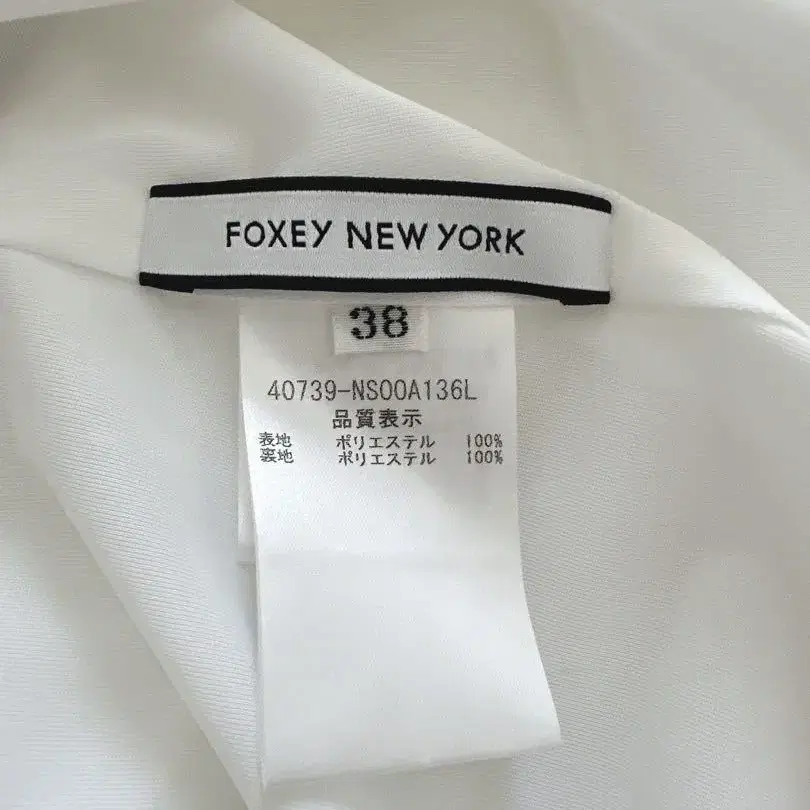 FOXEY NEW YORK
38
40739-NS00A136L
品質表示
表地 ポリエステル 100%
裏地 ポリエステル 100%